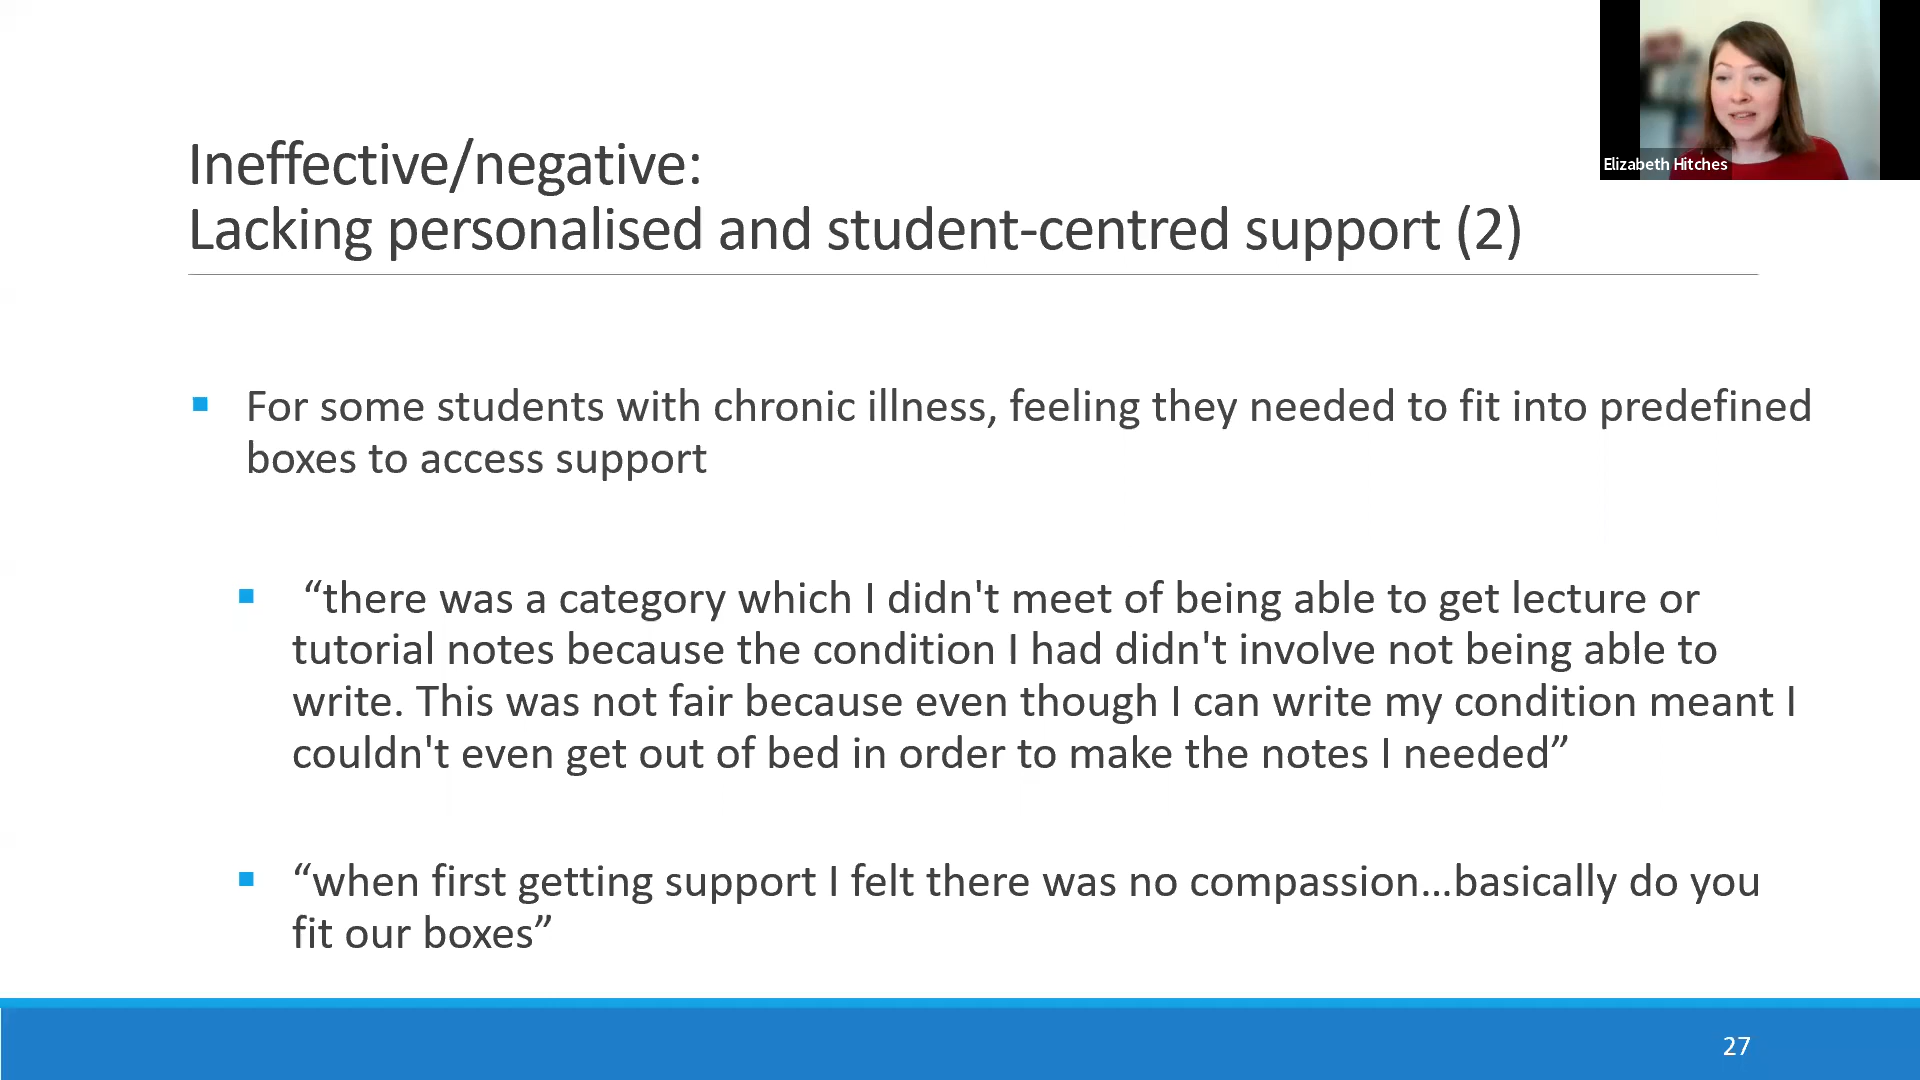 Elizabeth Hitches
Ineffective/negative:
Lacking personalised and student-centred support (2)
For some students with chronic illness, feeling they needed to fit into predefined
boxes to access support
“there was a category which I didn't meet of being able to get lecture or
tutorial notes because the condition I had didn't involve not being able to
write. This was not fair because even though I can write my condition meant I
couldn't even get out of bed in order to make the notes I needed”
“when first getting support I felt there was no compassion…basically do you
fit our boxes”
27